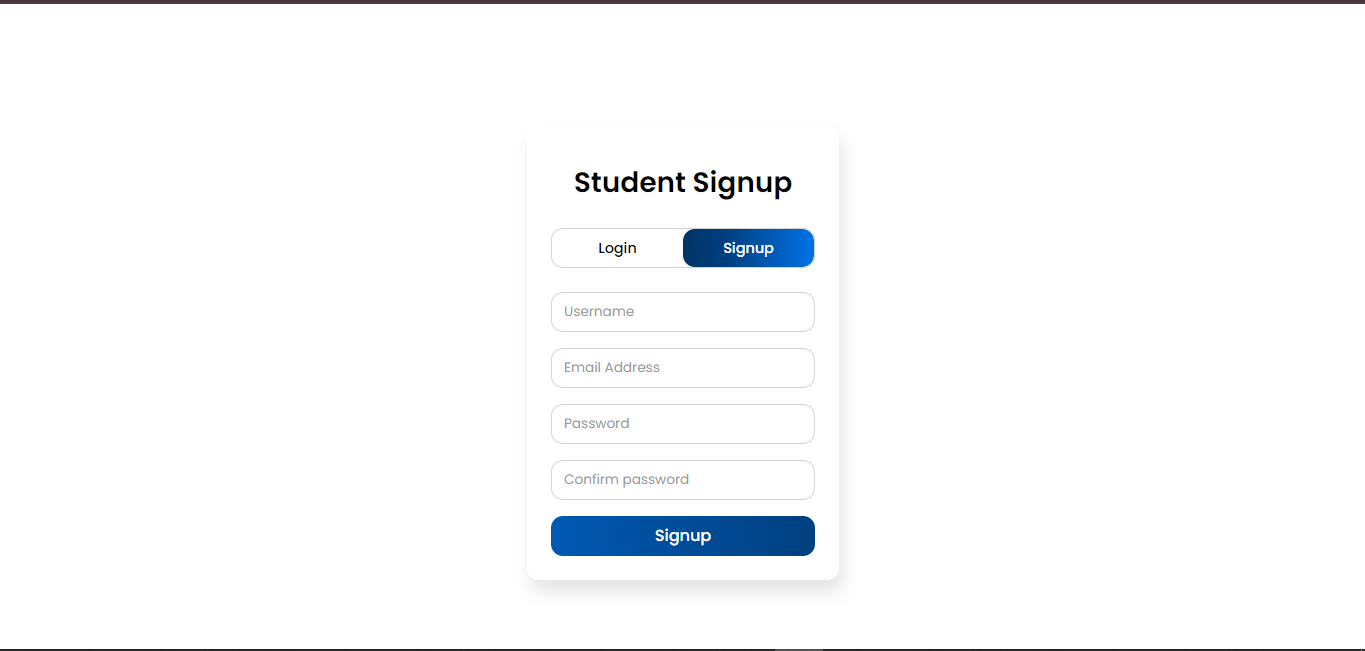 Student Signup
Login Signup
Username
Email Address
Password
Confirm password
Signup